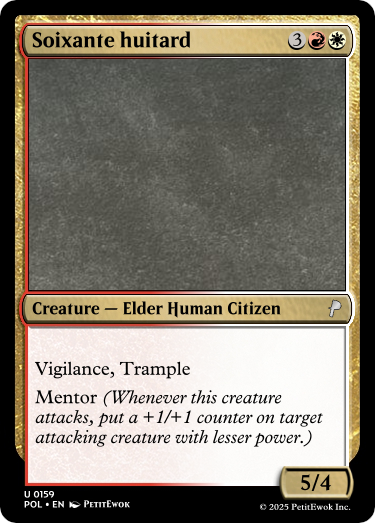 Soixante huitard 3
Creature — Elder Human Citizen
Vigilance, Trample
Mentor (Whenever this creature
attacks, put a +1/+1 counter on target
attacking creature with lesser power.)
5/4
U 0159
POL • EN PetitEwok
© 2025 PetitEwok Inc.